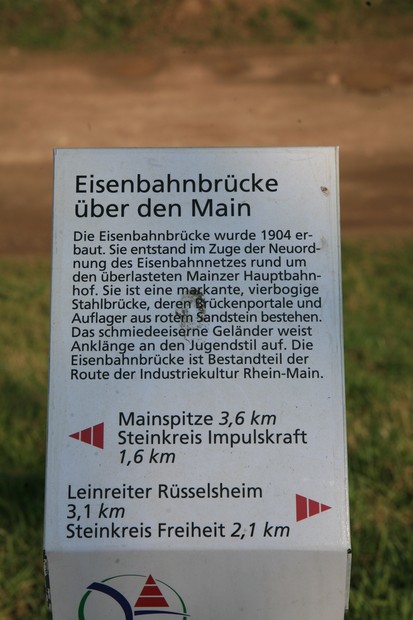 Eisenbahnbrücke
über den Main
Die Eisenbahnbrücke wurde 1904 er-
baut. Sie entstand im Zuge der Neuord-
nung des Eisenbahnnetzes rund um
den überlasteten Mainzer Hauptbahn-
hof. Sie ist eine markante, vierbogige
Stahlbrücke, deren Brückenportale und
Auflager aus rotem Sandstein bestehen.
Das schmiedeeiserne Geländer weist
Anklänge an den Jugendstil auf. Die
Eisenbahnbrücke ist Bestandteil der
Route der Industriekultur Rhein-Main.
Mainspitze 3,6 km
Steinkreis Impulskraft
1,6 km
Leinreiter Rüsselsheim
3,1 km
Steinkreis Freiheit 2,1 km